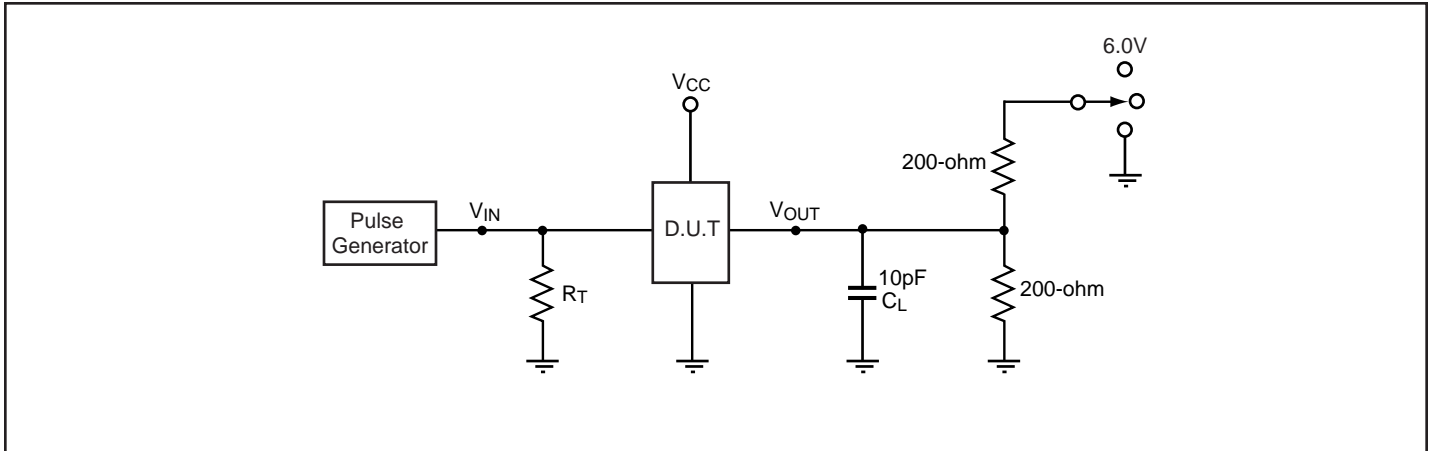 6.0V
VCC
200-ohm
Pulse
Generator
VIN
D.U.T
VOUT
RT
10pF
CL
200-ohm